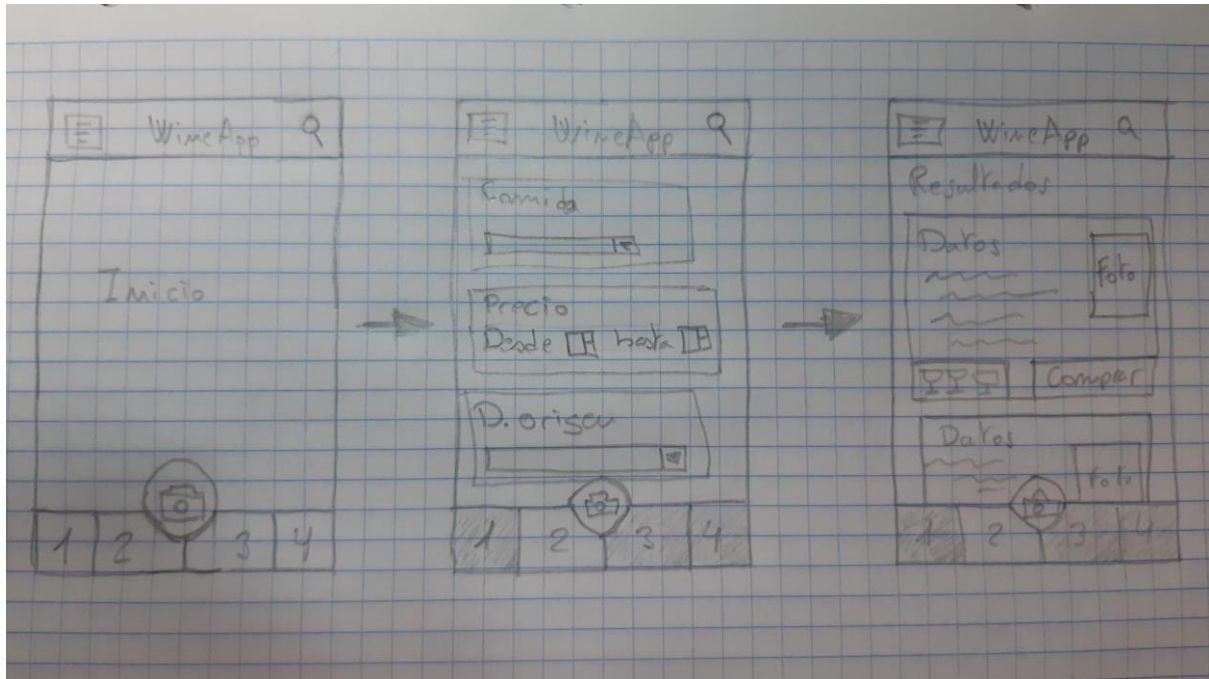 WineApp
Inicio
1 2 3 4
WineApp
Comida
Precio
Desde hasta
D. origen
1 2 3 4
WineApp
Resultados
Datos
Foto
Comprar
Datos
Foto
1 2 3 4